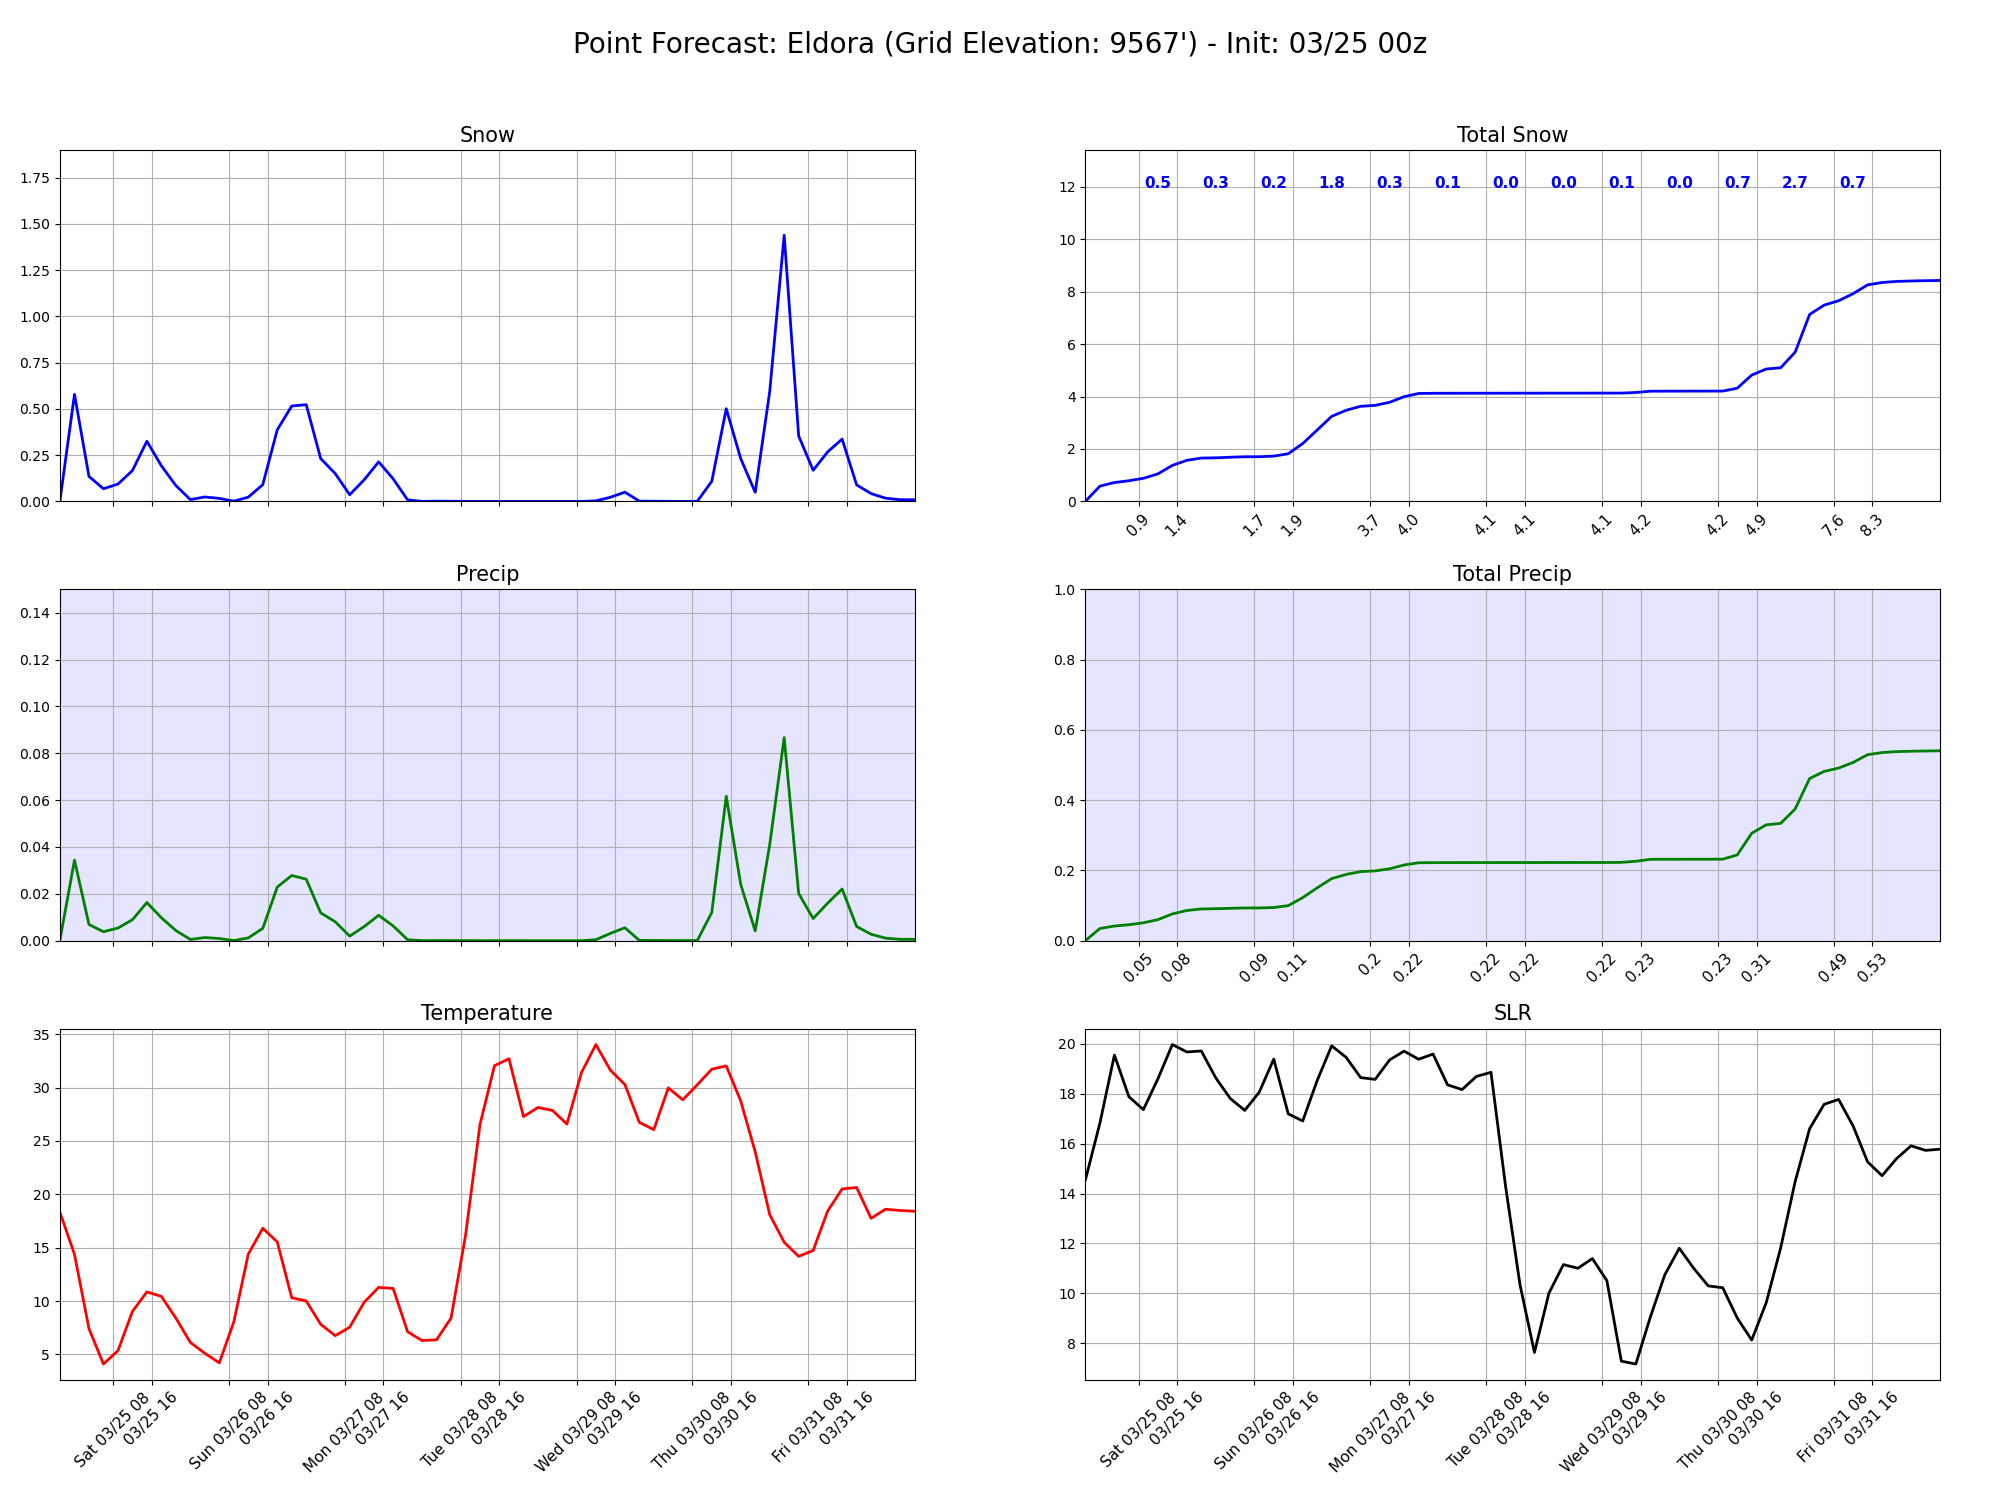 Point Forecast: Eldora (Grid Elevation: 9567') - Init: 03/25 00z
Snow
1.75
1.50
1.25
1.00
0.75
0.50
0.25
0.00
Total Snow
0.5 0.3 0.2 1.8 0.3 0.1 0.0 0.0 0.1 0.0 0.7 2.7 0.7
12
10
8
6
4
2
0
0.9 1.4 1.7 1.9 3.7 4.0 4.1 4.1 4.1 4.2 4.2 4.9 7.6 8.3
Precip
0.14
0.12
0.10
0.08
0.06
0.04
0.02
0.00
Total Precip
1.0
0.8
0.6
0.4
0.2
0.0
0.05 0.08 0.09 0.11 0.2 0.22 0.22 0.22 0.22 0.23 0.23 0.31 0.49 0.53
Temperature
35
30
25
20
15
10
5
Sat 03/25 08
03/25 16
Sun 03/26 08
03/26 16
Mon 03/27 08
03/27 16
Tue 03/28 08
03/28 16
Wed 03/29 08
03/29 16
Thu 03/30 08
03/30 16
Fri 03/31 08
03/31 16
SLR
20
18
16
14
12
10
8
Sat 03/25 08
03/25 16
Sun 03/26 08
03/26 16
Mon 03/27 08
03/27 16
Tue 03/28 08
03/28 16
Wed 03/29 08
03/29 16
Thu 03/30 08
03/30 16
Fri 03/31 08
03/31 16